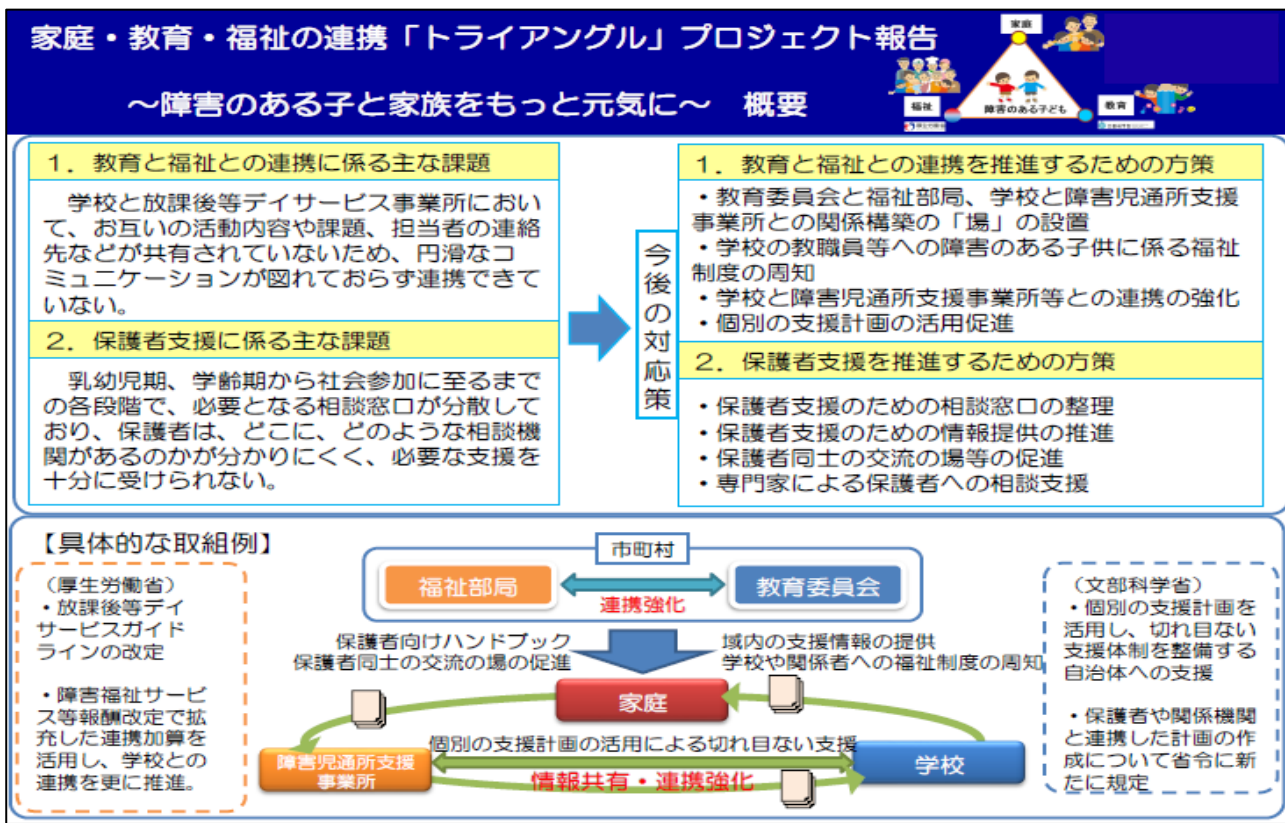 家庭・教育・福祉の連携「トライアングル」プロジェクト報告
～障害のある子と家族をもっと元気に～　概要
家庭
福祉
障害のある子ども
教育
１．教育と福祉との連携に係る主な課題
学校と放課後等デイサービス事業所におい
て、お互いの活動内容や課題、担当者の連絡
先などが共有されていないため、円滑なコ
ミュニケーションが図れておらず連携できて
いない。
２．保護者支援に係る主な課題
乳幼児期、学齢期から社会参加に至るまで
の各段階で、必要となる相談窓口が分散して
おり、保護者は、どこに、どのような相談機
関があるのかが分かりにくく、必要な支援を
十分に受けられない。
今後の対応策
１．教育と福祉との連携を推進するための方策
・教育委員会と福祉部局、学校と障害児通所支援
事業所との関係構築の「場」の設置
・学校の教職員等への障害のある子供に係る福祉
制度の周知
・学校と障害児通所支援事業所等との連携の強化
・個別の支援計画の活用促進
２．保護者支援を推進するための方策
・保護者支援のための相談窓口の整理
・保護者支援のための情報提供の推進
・保護者同士の交流の場等の促進
・専門家による保護者への相談支援
【具体的な取組例】
（厚生労働省）
・放課後等デイ
サービスガイド
ラインの改定
・障害福祉サービ
ス等報酬改定で拡
充した連携加算を
活用し、学校との
連携を更に推進。
市町村
福祉部局
教育委員会
連携強化
保護者向けハンドブック
保護者同士の交流の場の促進
域内の支援情報の提供
学校や関係者への福祉制度の周知
家庭
個別の支援計画の活用による切れ目ない支援
障害児通所支援
事業所
学校
情報共有・連携強化
（文部科学省）
・個別の支援計画を
活用し、切れ目ない
支援体制を整備する
自治体への支援
・保護者や関係機関
と連携した計画の作
成について省令に新
たに規定